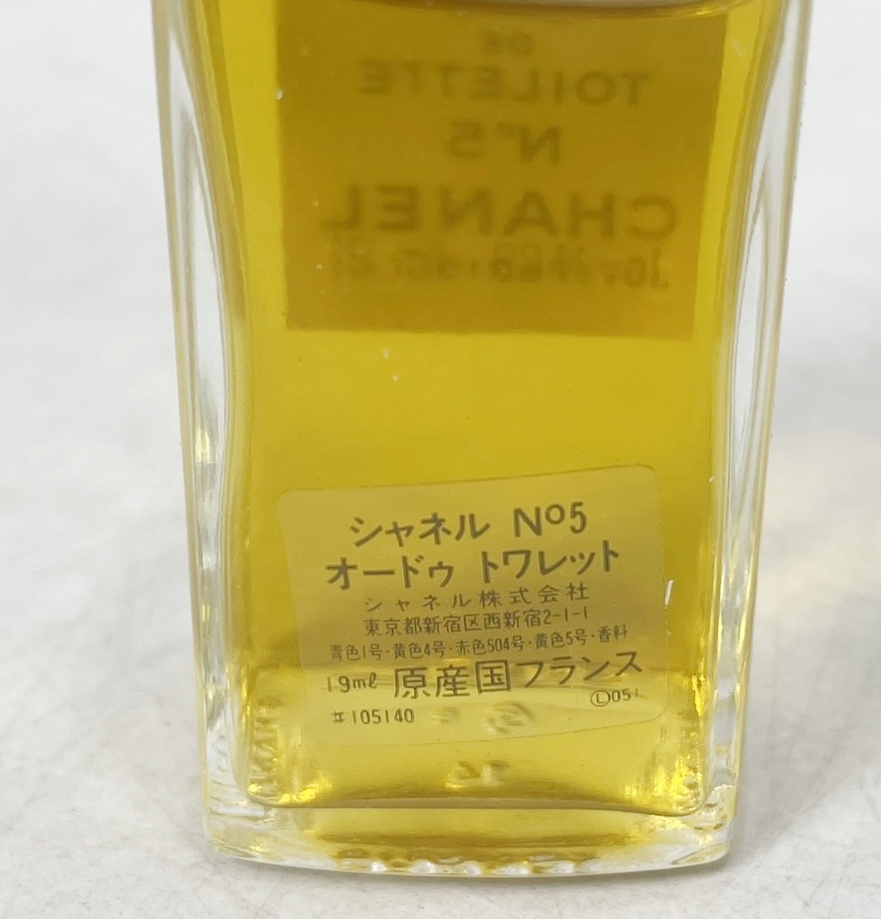 DE
TOILETTE
N°5
CHANEL
シャネル Nº5
オードゥ トワレット
シャネル株式会社
東京都新宿区西新宿2-1-1
青色1号・黄色4号・赤色504号・黄色5号・香料
19mℓ 原産国フランス
#105140 Ⓛ051